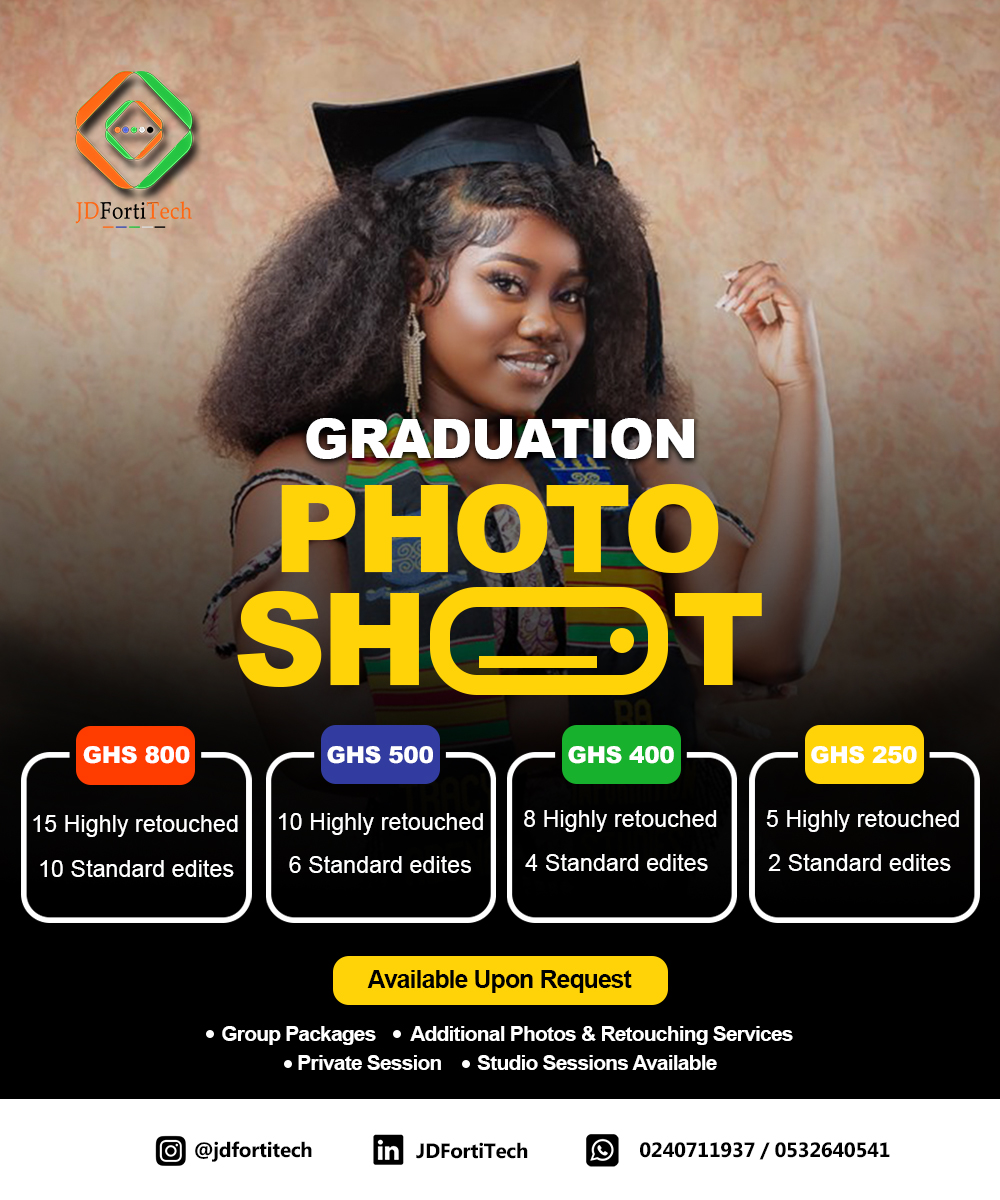 JDFortiTech
GRADUATION
PHOTO
SHOOT
GHS 800
15 Highly retouched
10 Standard edites
GHS 500
10 Highly retouched
6 Standard edites
GHS 400
8 Highly retouched
4 Standard edites
GHS 250
5 Highly retouched
2 Standard edites
Available Upon Request
• Group Packages • Additional Photos & Retouching Services
• Private Session • Studio Sessions Available
@jdfortitech JDFortiTech 0240711937 / 0532640541